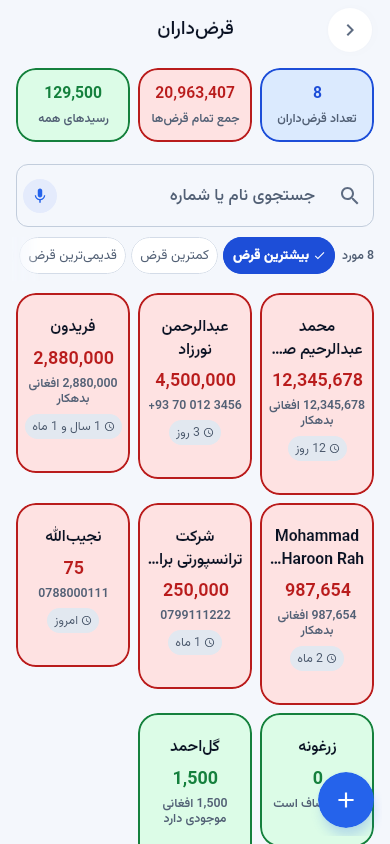 قرض‌داران
8
تعداد قرض‌داران
20,963,407
جمع تمام قرض‌ها
129,500
رسیدهای همه
جستجوی نام یا شماره
8 مورد
بیشترین قرض
کمترین قرض
قدیمی‌ترین قرض
محمد
عبدالرحیم صـ...
12,345,678
12,345,678 افغانی
بدهکار
12 روز
عبدالرحمن
نورزاد
4,500,000
+93 70 012 3456
3 روز
فریدون
2,880,000
2,880,000 افغانی
بدهکار
1 سال و 1 ماه
Mohammad
Haroon Rah...
987,654
987,654 افغانی
بدهکار
2 ماه
شرکت
ترانسپورتی برا...
250,000
0799111222
1 ماه
نجیب‌الله
75
0788000111
امروز
زرغونه
0
است
گل‌احمد
1,500
1,500 افغانی
موجودی دارد